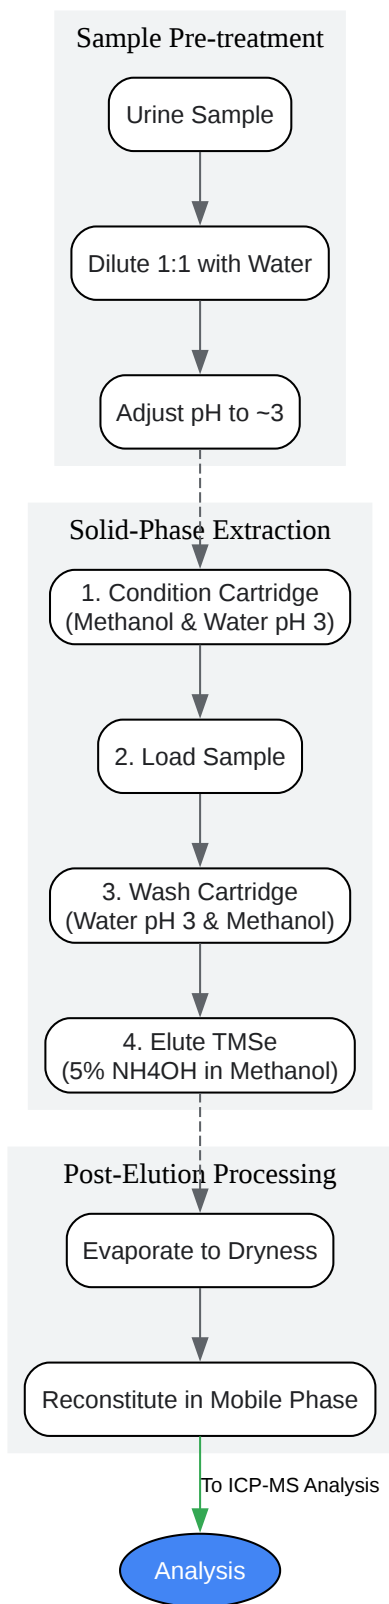 Sample Pre-treatment
Urine Sample
Dilute 1:1 with Water
Adjust pH to ~3
Solid-Phase Extraction
1. Condition Cartridge
(Methanol & Water pH 3)
2. Load Sample
3. Wash Cartridge
(Water pH 3 & Methanol)
4. Elute TMSe
(5% NH4OH in Methanol)
Post-Elution Processing
Evaporate to Dryness
Reconstitute in Mobile Phase
To ICP-MS Analysis
Analysis